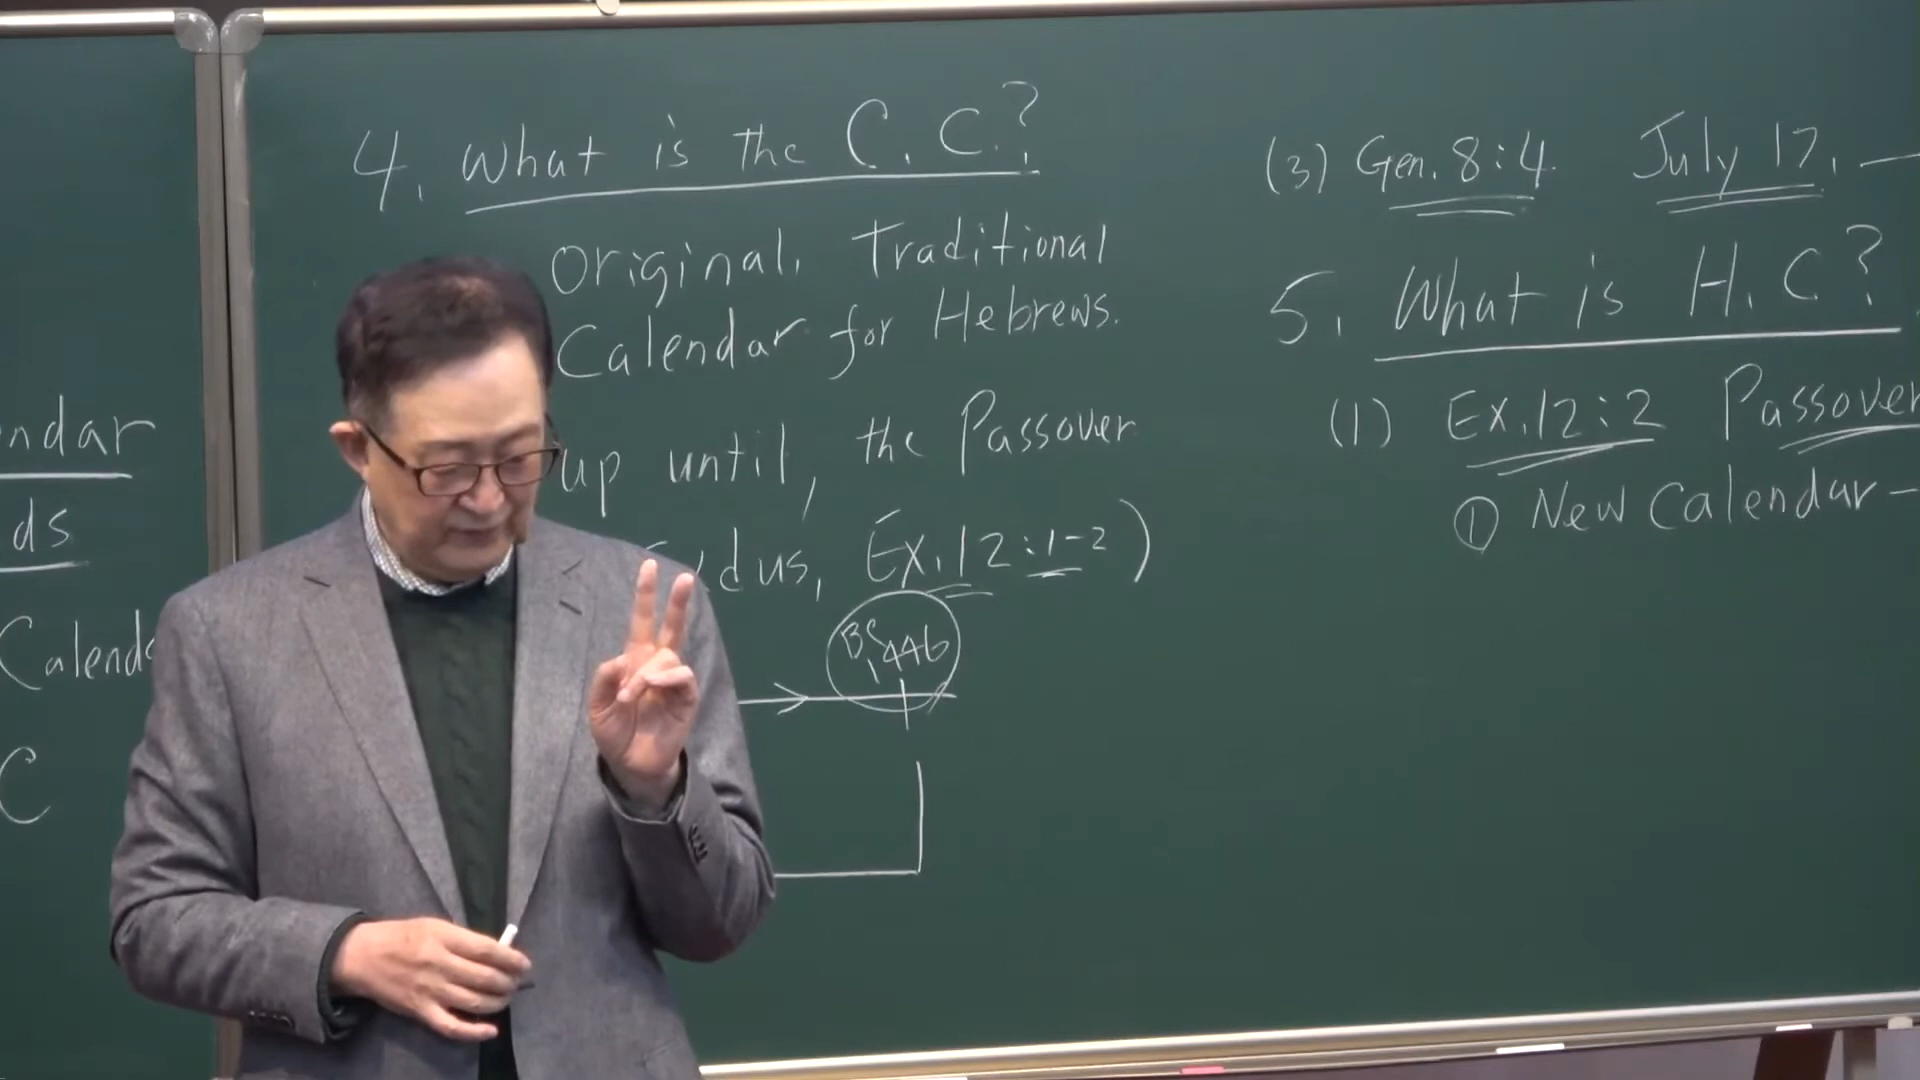 ndar
ds
Calend
C
4. What is the C. C.?
Original, Traditional
Calendar for Hebrews.
up until, the Passover
dus, Ex. 12:1-2)
BC 1446
(3) Gen. 8:4. July 17. —
5. What is H. C?
(1) Ex. 12:2 Passover
① New Calendar —